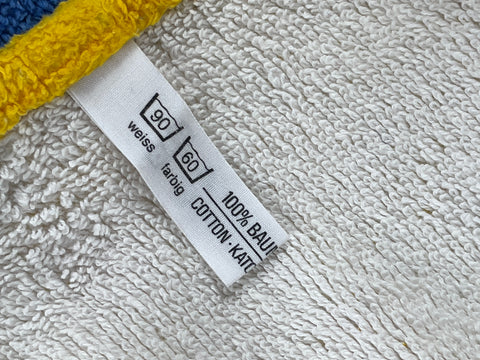 90 60
weiss farbig
100% BAU
COTTON · KATO